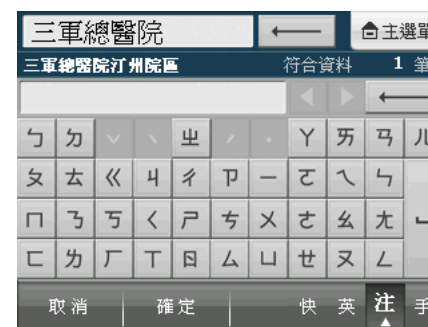 三軍總醫院 ← 主選單
三軍總醫院汀州院區 符合資料 1 筆
←
ㄅ ㄉ ˇ ˋ ㄓ ˊ ˙ ㄚ ㄞ ㄢ ㄦ
ㄆ ㄊ ㄍ ㄐ ㄔ ㄗ ㄧ ㄛ ㄟ ㄣ
ㄇ ㄋ ㄎ ㄑ ㄕ ㄘ ㄨ ㄜ ㄠ ㄤ
ㄈ ㄌ ㄏ ㄒ ㄖ ㄙ ㄩ ㄝ ㄡ ㄥ
取消 確定 快 英 注 手